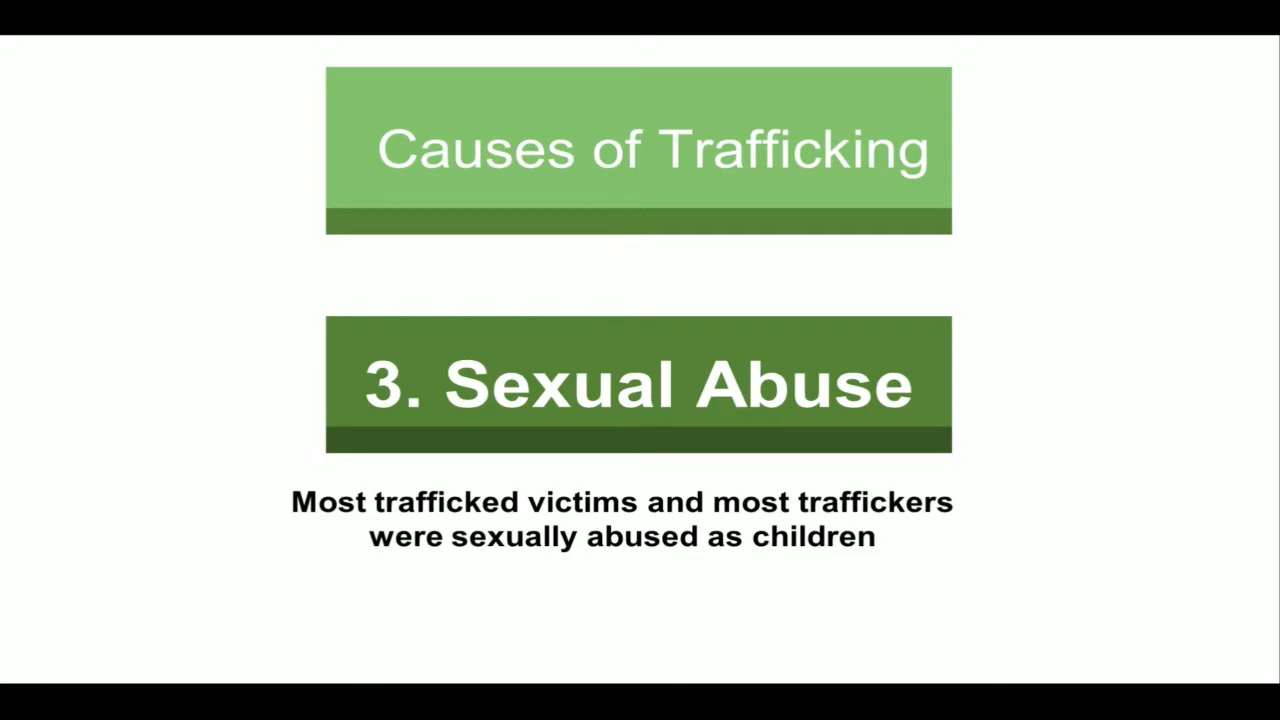 Causes of Trafficking
3. Sexual Abuse
Most trafficked victims and most traffickers
were sexually abused as children